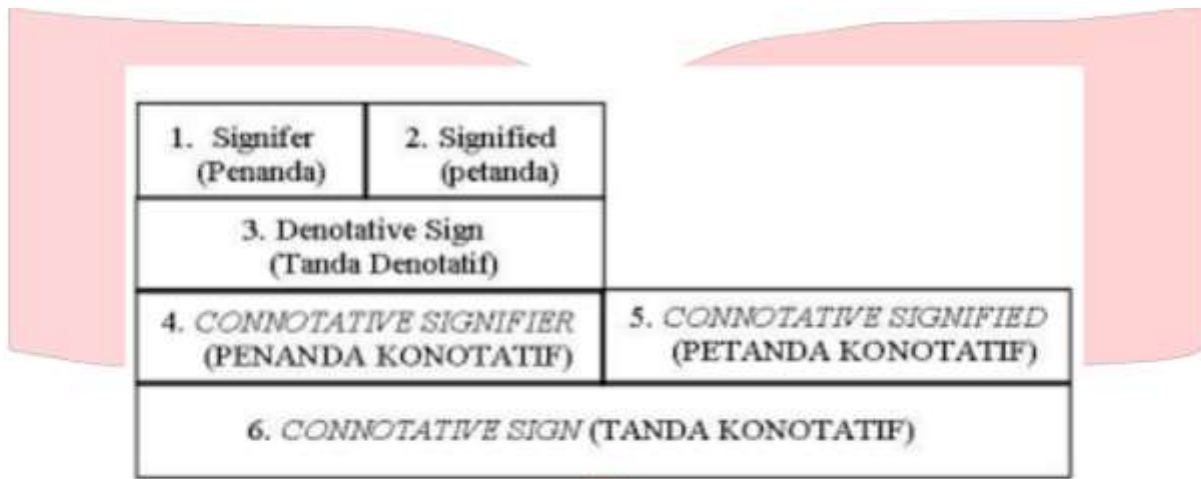 1. Signifer
(Penanda)
2. Signified
(petanda)
3. Denotative Sign
(Tanda Denotatif)
4. CONNOTATIVE SIGNIFIER
(PENANDA KONOTATIF)
5. CONNOTATIVE SIGNIFIED
(PETANDA KONOTATIF)
6. CONNOTATIVE SIGN (TANDA KONOTATIF)